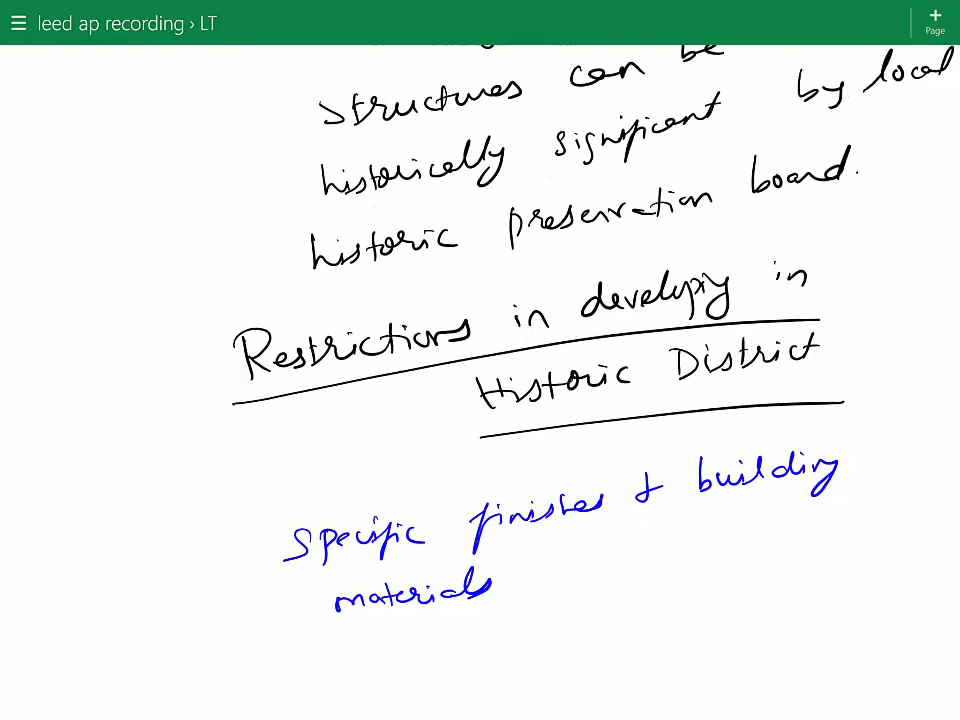 leed ap recording › LT
Page
structures can be
historically significant by local
historic preservation board.
Restrictions in developing in
Historic District
Specific finishes & building
materials